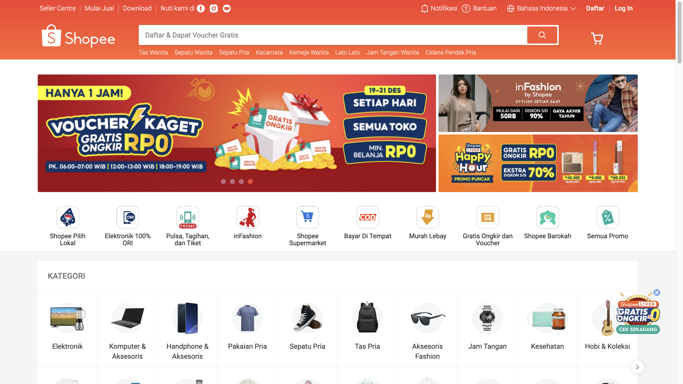 Seller Centre
Mulai Jual
Download
Ikuti kami di
Notifikasi
Bantuan
Bahasa Indonesia
Daftar
Log In
Shopee
Daftar & Dapat Voucher Gratis
Tas Wanita
Sepatu Wanita
Sepatu Pria
Kacamata
Kemeja Wanita
Lato Lato
Jam Tangan Wanita
Celana Pendek Pria
HANYA 1 JAM!
VOUCHER KAGET
GRATIS ONGKIR RP0
PK. 06:00-07:00 WIB | 12:00-13:00 WIB | 18:00-19:00 WIB
GRATIS ONGKIR
19-31 DES
SETIAP HARI
SEMUA TOKO
MIN. BELANJA RP0
inFashion
by Shopee
STYLISH SETIAP SAAT
MULAI DARI 50RB
DISKON S/D 90%
GAYA AKHIR TAHUN
Shopee LIVE
Happy Hour
PROMO PUNCAK
GRATIS ONGKIR RP0
EKSTRA DISKON S/D 70%
Shopee Pilih Lokal
Elektronik 100% ORI
PROMO
Pulsa, Tagihan, dan Tiket
inFashion
Shopee Supermarket
COD
Bayar Di Tempat
Murah Lebay
Gratis Ongkir dan Voucher
Shopee Barokah
Semua Promo
KATEGORI
Elektronik
Komputer & Aksesoris
Handphone & Aksesoris
Pakaian Pria
Sepatu Pria
Tas Pria
Aksesoris Fashion
Jam Tangan
Kesehatan
Hobi & Koleksi
Shopee LIVE
GRATIS ONGKIR
CEK SEKARANG